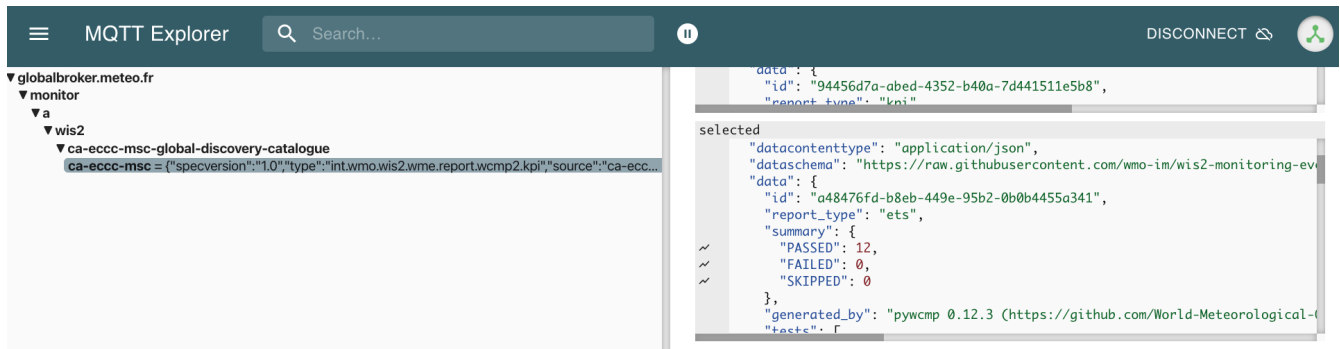 MQTT Explorer
Search...
DISCONNECT
▼ globalbroker.meteo.fr
▼ monitor
▼ a
▼ wis2
▼ ca-eccc-msc-global-discovery-catalogue
ca-eccc-msc = {"specversion":"1.0","type":"int.wmo.wis2.wme.report.wcmp2.kpi","source":"ca-ecc...
"data": {
"id": "94456d7a-abed-4352-b40a-7d441511e5b8",
"report_type": "kpi"
selected
"datacontenttype": "application/json",
"dataschema": "https://raw.githubusercontent.com/wmo-im/wis2-monitoring-ev
"data": {
"id": "a48476fd-b8eb-449e-95b2-0b0b4455a341",
"report_type": "ets",
"summary": {
"PASSED": 12,
"FAILED": 0,
"SKIPPED": 0
},
"generated_by": "pywcmp 0.12.3 (https://github.com/World-Meteorological-
"tests": [